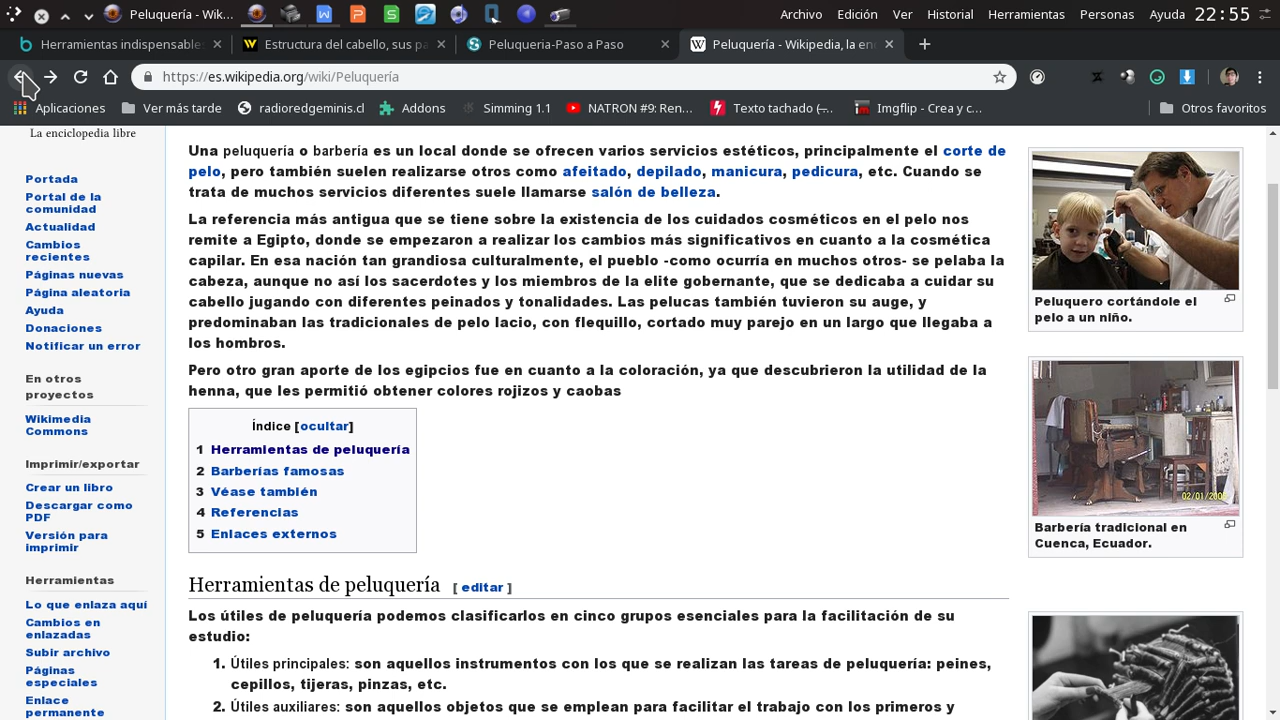 Peluquería - Wik...
Archivo Edición Ver Historial Herramientas Personas Ayuda 22:55
Herramientas indispensable
Estructura del cabello, sus pa
Peluqueria-Paso a Paso
Peluquería - Wikipedia, la en
https://es.wikipedia.org/wiki/Peluquería
Aplicaciones
Ver más tarde
radioredgeminis.cl
Addons
Simming 1.1
NATRON #9: Ren...
Texto tachado (̶...
Imgflip - Crea y c...
Otros favoritos
La enciclopedia libre
Portada
Portal de la
comunidad
Actualidad
Cambios
recientes
Páginas nuevas
Página aleatoria
Ayuda
Donaciones
Notificar un error
En otros
proyectos
Wikimedia
Commons
Imprimir/exportar
Crear un libro
Descargar como
PDF
Versión para
imprimir
Herramientas
Lo que enlaza aquí
Cambios en
enlazadas
Subir archivo
Páginas
especiales
Enlace
permanente
Una peluquería o barbería es un local donde se ofrecen varios servicios estéticos, principalmente el corte de
pelo, pero también suelen realizarse otros como afeitado, depilado, manicura, pedicura, etc. Cuando se
trata de muchos servicios diferentes suele llamarse salón de belleza.
La referencia más antigua que se tiene sobre la existencia de los cuidados cosméticos en el pelo nos
remite a Egipto, donde se empezaron a realizar los cambios más significativos en cuanto a la cosmética
capilar. En esa nación tan grandiosa culturalmente, el pueblo -como ocurría en muchos otros- se pelaba la
cabeza, aunque no así los sacerdotes y los miembros de la elite gobernante, que se dedicaba a cuidar su
cabello jugando con diferentes peinados y tonalidades. Las pelucas también tuvieron su auge, y
predominaban las tradicionales de pelo lacio, con flequillo, cortado muy parejo en un largo que llegaba a
los hombros.
Pero otro gran aporte de los egipcios fue en cuanto a la coloración, ya que descubrieron la utilidad de la
henna, que les permitió obtener colores rojizos y caobas
Índice [ocultar]
1 Herramientas de peluquería
2 Barberías famosas
3 Véase también
4 Referencias
5 Enlaces externos
Herramientas de peluquería [ editar ]
Los útiles de peluquería podemos clasificarlos en cinco grupos esenciales para la facilitación de su
estudio:
1. Útiles principales: son aquellos instrumentos con los que se realizan las tareas de peluquería: peines,
cepillos, tijeras, pinzas, etc.
2. Útiles auxiliares: son aquellos objetos que se emplean para facilitar el trabajo con los primeros y
Peluquero cortándole el
pelo a un niño.
Barbería tradicional en
Cuenca, Ecuador.